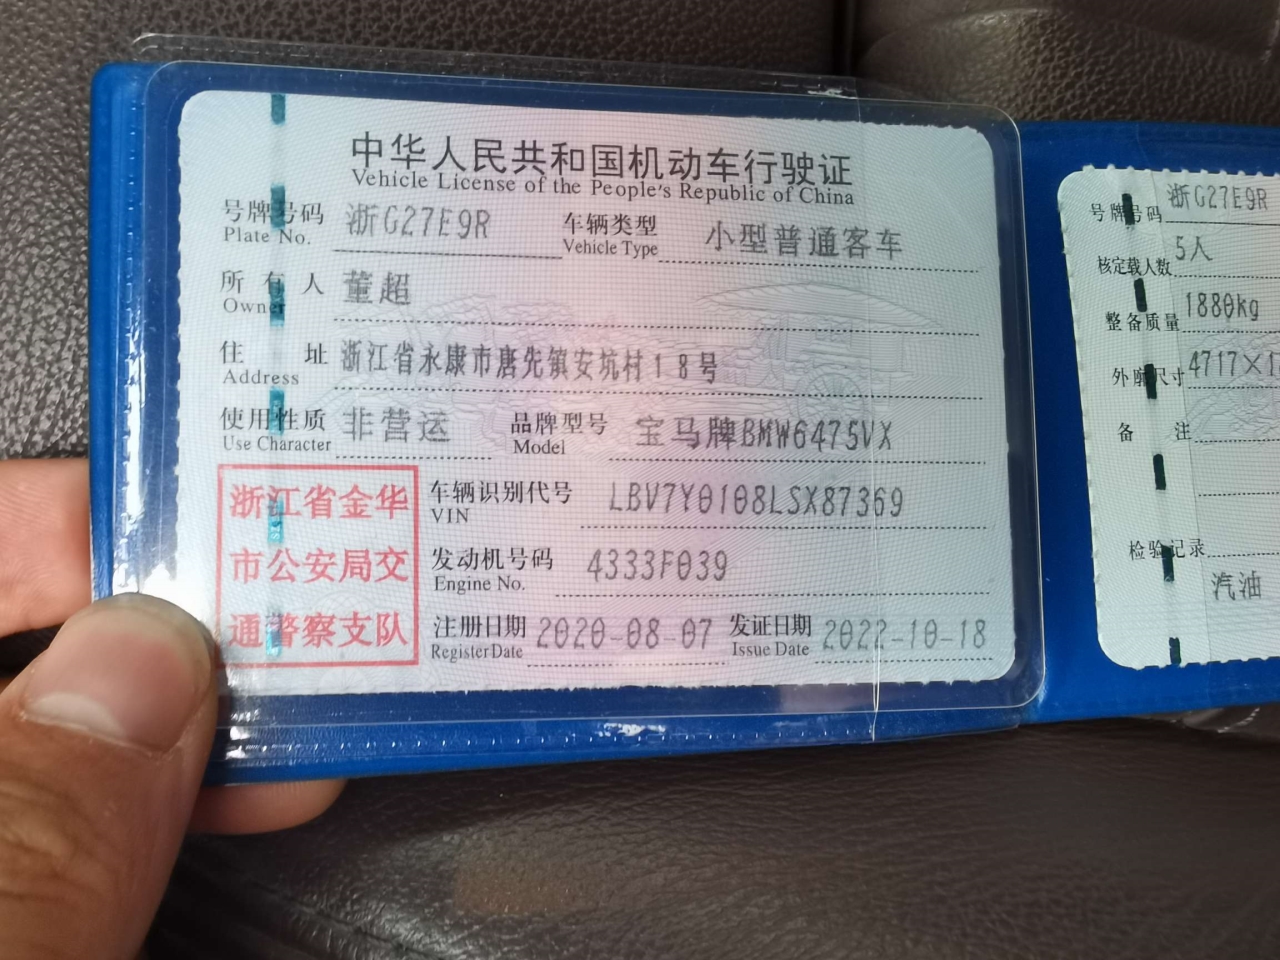 中华人民共和国机动车行驶证
Vehicle License of the People's Republic of China
号牌号码 浙G27E9R 车辆类型 小型普通客车
Plate No. Vehicle Type
所有人 董超
Owner
住址 浙江省永康市唐先镇安坑村18号
Address
使用性质 非营运 品牌型号 宝马牌BMW6475VX
Use Character Model
浙江省金华
市公安局交
通警察支队
车辆识别代号 LBV7Y0108LSX87369
VIN
发动机号码 4333F039
Engine No.
注册日期 2020-08-07 发证日期 2022-10-18
Register Date Issue Date
号牌号码 浙G27E9R
核定载人数 5人
整备质量 1880kg
外廓尺寸 4717×1
备注
检验记录
汽油